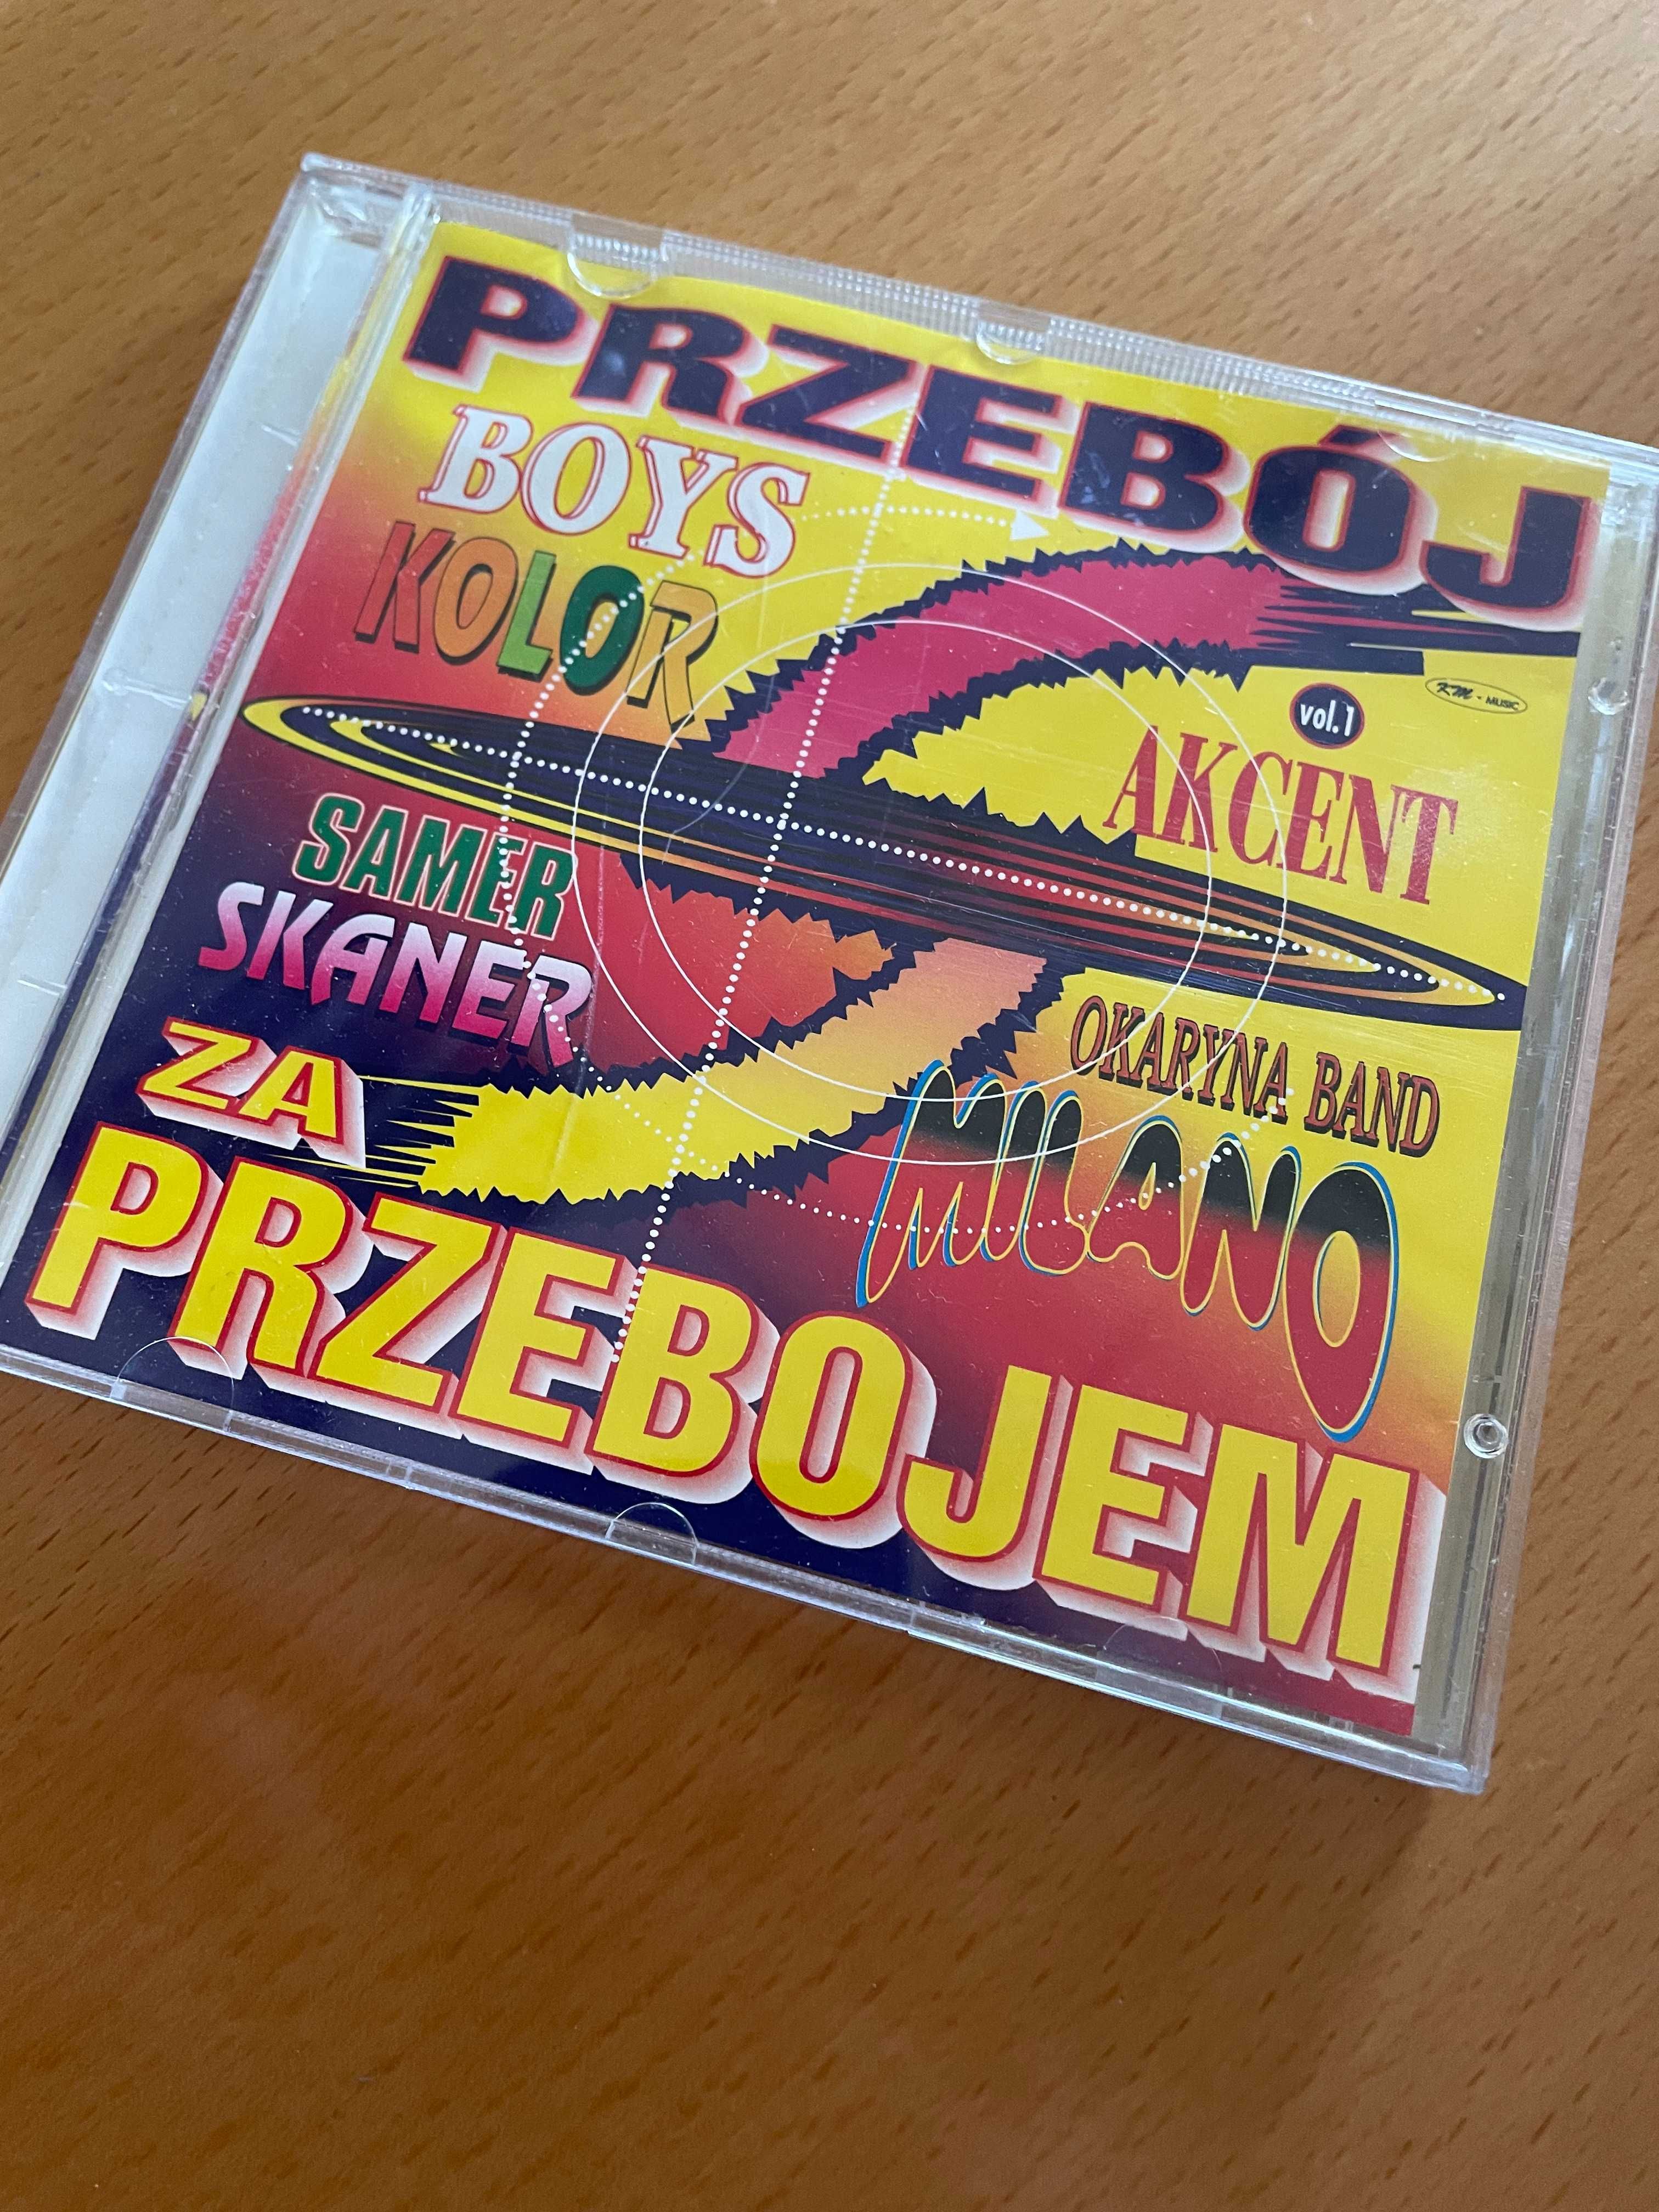 PRZEBÓJ
BOYS
KOLOR
KM - MUSIC
vol.1
AKCENT
SAMER
SKANER
OKARYNA BAND
MILANO
ZA
PRZEBOJEM